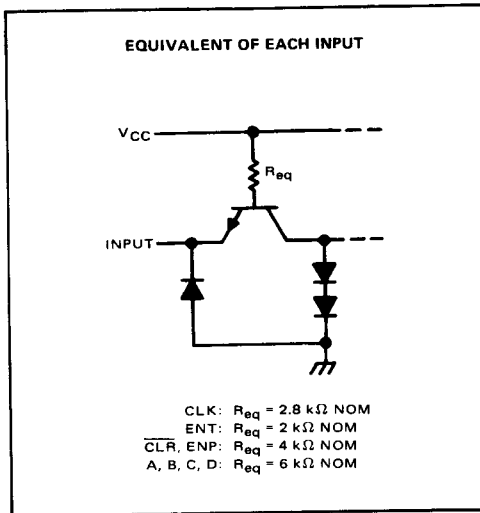 EQUIVALENT OF EACH INPUT
VCC
Req
INPUT
CLK: Req = 2.8 kΩ NOM
ENT: Req = 2 kΩ NOM
C̅L̅R̅, ENP: Req = 4 kΩ NOM
A, B, C, D: Req = 6 kΩ NOM